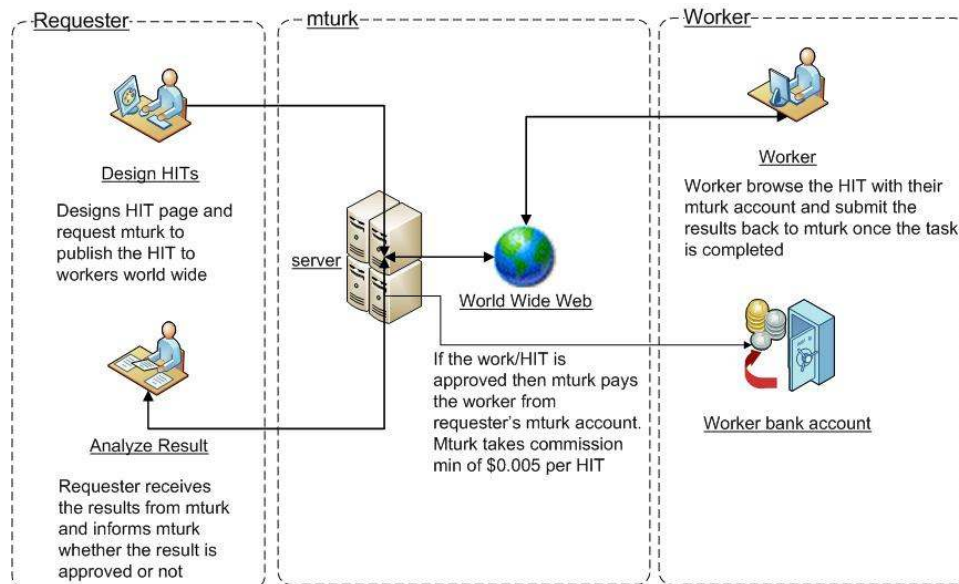 Requester
mturk
Worker
Design HITs
Designs HIT page and
request mturk to
publish the HIT to
workers world wide
Analyze Result
Requester receives
the results from mturk
and informs mturk
whether the result is
approved or not
server
World Wide Web
If the work/HIT is
approved then mturk pays
the worker from
requester's mturk account.
Mturk takes commission
min of $0.005 per HIT
Worker
Worker browse the HIT with their
mturk account and submit the
results back to mturk once the task
is completed
Worker bank account